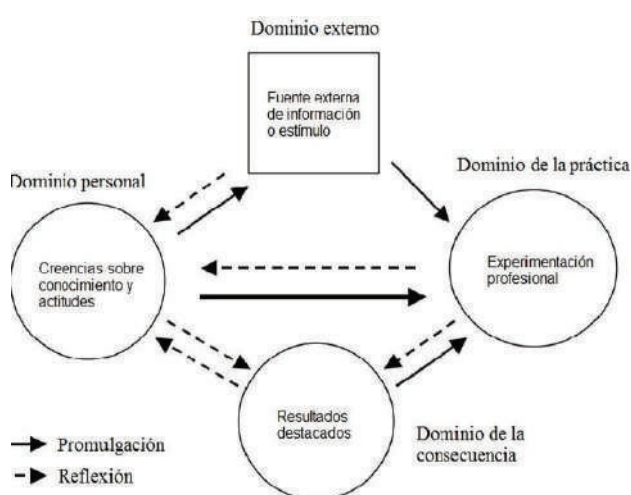 Dominio externo
Fuente externa
de información
o estímulo
Dominio de la práctica
Dominio personal
Creencias sobre
conocimiento y
actitudes
Experimentación
profesional
Resultados
destacados
Dominio de la
consecuencia
Promulgación
Reflexión